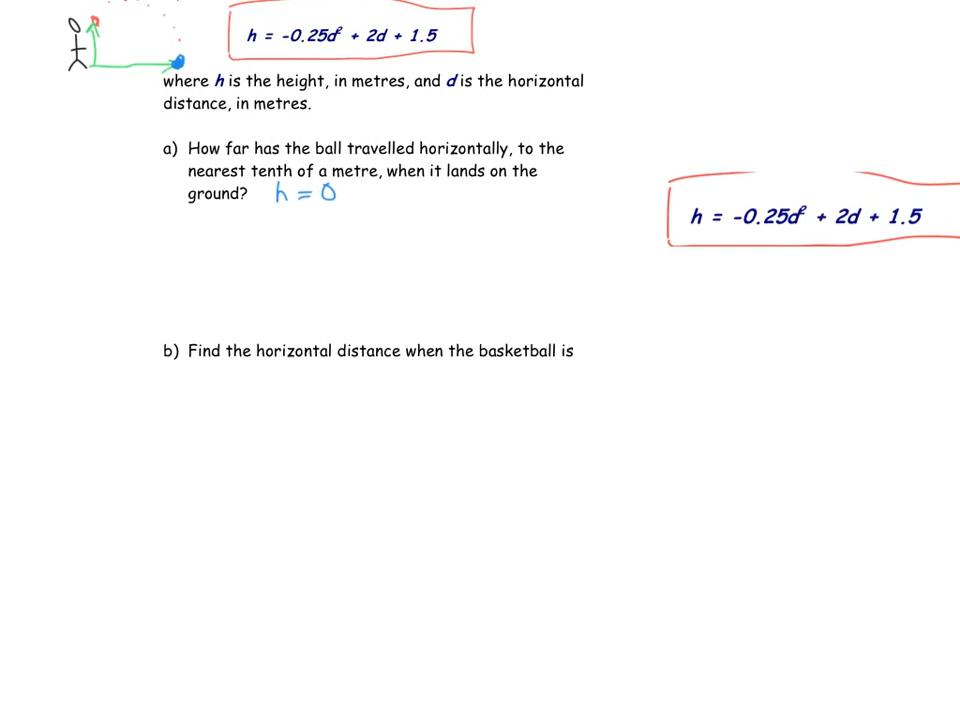 h = -0.25d² + 2d + 1.5
where h is the height, in metres, and d is the horizontal
distance, in metres.
a) How far has the ball travelled horizontally, to the
nearest tenth of a metre, when it lands on the
ground? h = 0
h = -0.25d² + 2d + 1.5
b) Find the horizontal distance when the basketball is